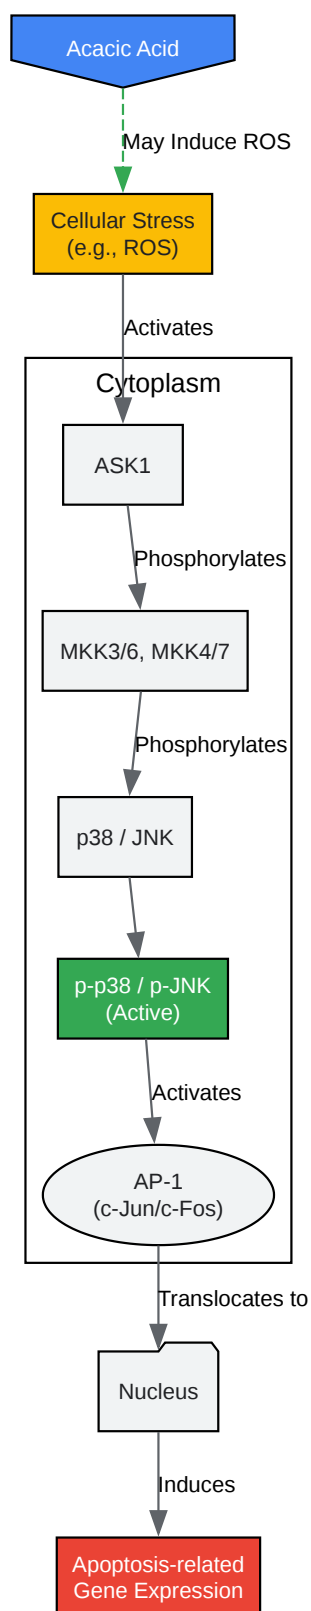 Acacic Acid
May Induce ROS
Cellular Stress
(e.g., ROS)
Activates
Cytoplasm
ASK1
Phosphorylates
MKK3/6, MKK4/7
Phosphorylates
p38 / JNK
p-p38 / p-JNK
(Active)
Activates
AP-1
(c-Jun/c-Fos)
Translocates to
Nucleus
Induces
Apoptosis-related
Gene Expression